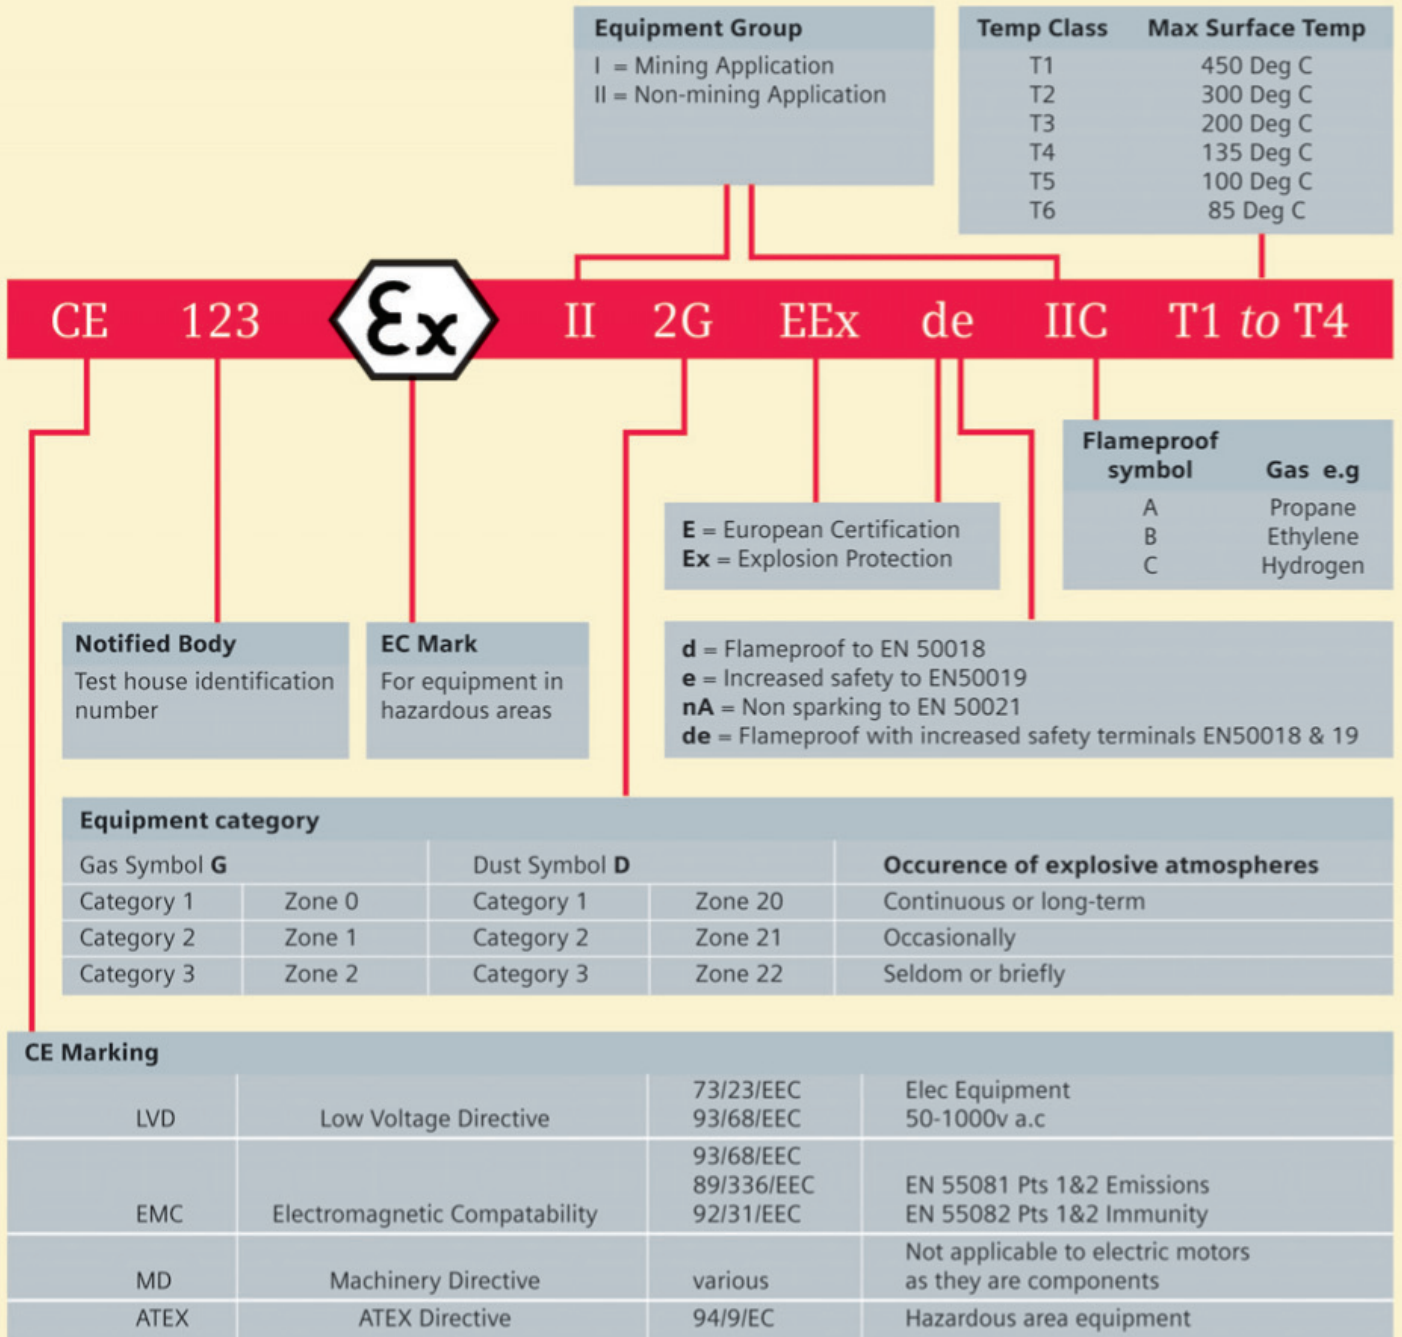 Equipment Group
I = Mining Application
II = Non-mining Application
Temp Class Max Surface Temp
T1 450 Deg C
T2 300 Deg C
T3 200 Deg C
T4 135 Deg C
T5 100 Deg C
T6 85 Deg C
CE 123 Ex II 2G EEx de IIC T1 to T4
Flameproof
symbol Gas e.g
A Propane
B Ethylene
C Hydrogen
E = European Certification
Ex = Explosion Protection
Notified Body
Test house identification
number
EC Mark
For equipment in
hazardous areas
d = Flameproof to EN 50018
e = Increased safety to EN50019
nA = Non sparking to EN 50021
de = Flameproof with increased safety terminals EN50018 & 19
Equipment category
Gas Symbol G Dust Symbol D Occurence of explosive atmospheres
Category 1 Zone 0 Category 1 Zone 20 Continuous or long-term
Category 2 Zone 1 Category 2 Zone 21 Occasionally
Category 3 Zone 2 Category 3 Zone 22 Seldom or briefly
CE Marking
73/23/EEC Elec Equipment
LVD Low Voltage Directive 93/68/EEC 50-1000v a.c
93/68/EEC
89/336/EEC EN 55081 Pts 1&2 Emissions
EMC Electromagnetic Compatability 92/31/EEC EN 55082 Pts 1&2 Immunity
Not applicable to electric motors
MD Machinery Directive various as they are components
ATEX ATEX Directive 94/9/EC Hazardous area equipment